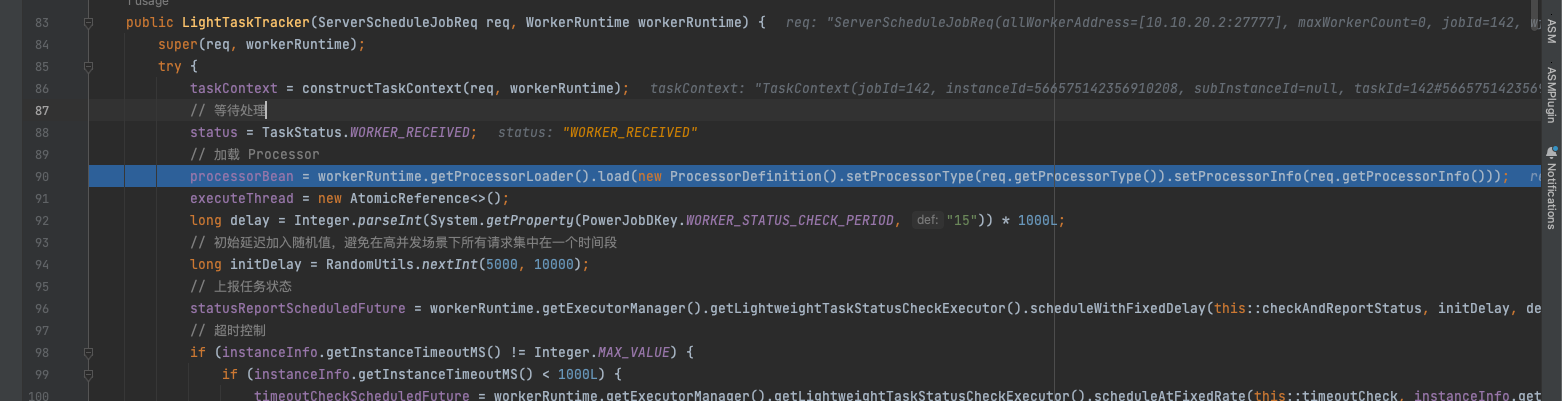 1 usage
83 public LightTaskTracker(ServerScheduleJobReq req, WorkerRuntime workerRuntime) { req: "ServerScheduleJobReq(allWorkerAddress=[10.10.20.2:27777], maxWorkerCount=0, jobId=142, w
84 super(req, workerRuntime);
85 try {
86 taskContext = constructTaskContext(req, workerRuntime); taskContext: "TaskContext(jobId=142, instanceId=566575142356910208, subInstanceId=null, taskId=142#5665751423569
87 // 等待处理
88 status = TaskStatus.WORKER_RECEIVED; status: "WORKER_RECEIVED"
89 // 加载 Processor
90 processorBean = workerRuntime.getProcessorLoader().load(new ProcessorDefinition().setProcessorType(req.getProcessorType()).setProcessorInfo(req.getProcessorInfo())); re
91 executeThread = new AtomicReference<>();
92 long delay = Integer.parseInt(System.getProperty(PowerJobDKey.WORKER_STATUS_CHECK_PERIOD, def: "15")) * 1000L;
93 // 初始延迟加入随机值，避免在高并发场景下所有请求集中在一个时间段
94 long initDelay = RandomUtils.nextInt(5000, 10000);
95 // 上报任务状态
96 statusReportScheduledFuture = workerRuntime.getExecutorManager().getLightweightTaskStatusCheckExecutor().scheduleWithFixedDelay(this::checkAndReportStatus, initDelay, de
97 // 超时控制
98 if (instanceInfo.getInstanceTimeoutMS() != Integer.MAX_VALUE) {
99 if (instanceInfo.getInstanceTimeoutMS() < 1000L) {
100 timeoutCheckScheduledFuture = workerRuntime.getExecutorManager().getLightweightTaskStatusCheckExecutor().scheduleAtFixedRate(this::timeoutCheck, instanceInfo.get
ASM
ASMPlugin
Notifications